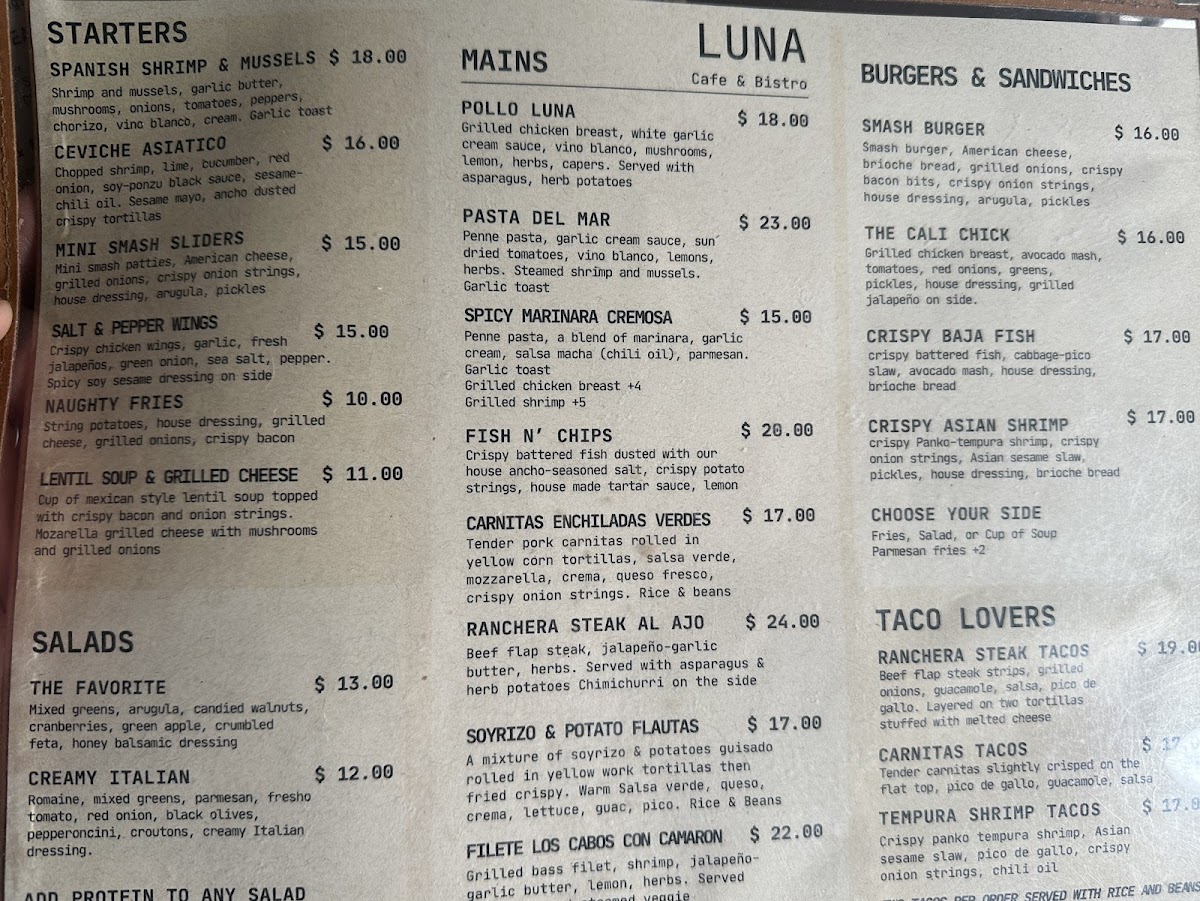 STARTERS
SPANISH SHRIMP & MUSSELS $ 18.00
Shrimp and mussels, garlic butter,
mushrooms, onions, tomatoes, peppers,
chorizo, vino blanco, cream. Garlic toast
CEVICHE ASIATICO $ 16.00
Chopped shrimp, lime, cucumber, red
onion, soy-ponzu black sauce, sesame-
chili oil. Sesame mayo, ancho dusted
crispy tortillas
MINI SMASH SLIDERS $ 15.00
Mini smash patties, American cheese,
grilled onions, crispy onion strings,
house dressing, arugula, pickles
SALT & PEPPER WINGS $ 15.00
Crispy chicken wings, garlic, fresh
jalapeños, green onion, sea salt, pepper.
Spicy soy sesame dressing on side
NAUGHTY FRIES $ 10.00
String potatoes, house dressing, grilled
cheese, grilled onions, crispy bacon
LENTIL SOUP & GRILLED CHEESE $ 11.00
Cup of mexican style lentil soup topped
with crispy bacon and onion strings.
Mozarella grilled cheese with mushrooms
and grilled onions
SALADS
THE FAVORITE $ 13.00
Mixed greens, arugula, candied walnuts,
cranberries, green apple, crumbled
feta, honey balsamic dressing
CREAMY ITALIAN $ 12.00
Romaine, mixed greens, parmesan, fresho
tomato, red onion, black olives,
pepperoncini, croutons, creamy Italian
dressing.
ADD PROTEIN TO ANY SALAD
LUNA
Cafe & Bistro
MAINS
POLLO LUNA $ 18.00
Grilled chicken breast, white garlic
cream sauce, vino blanco, mushrooms,
lemon, herbs, capers. Served with
asparagus, herb potatoes
PASTA DEL MAR $ 23.00
Penne pasta, garlic cream sauce, sun
dried tomatoes, vino blanco, lemons,
herbs. Steamed shrimp and mussels.
Garlic toast
SPICY MARINARA CREMOSA $ 15.00
Penne pasta, a blend of marinara, garlic
cream, salsa macha (chili oil), parmesan.
Garlic toast
Grilled chicken breast +4
Grilled shrimp +5
FISH N' CHIPS $ 20.00
Crispy battered fish dusted with our
house ancho-seasoned salt, crispy potato
strings, house made tartar sauce, lemon
CARNITAS ENCHILADAS VERDES $ 17.00
Tender pork carnitas rolled in
yellow corn tortillas, salsa verde,
mozzarella, crema, queso fresco,
crispy onion strings. Rice & beans
RANCHERA STEAK AL AJO $ 24.00
Beef flap steak, jalapeño-garlic
butter, herbs. Served with asparagus &
herb potatoes Chimichurri on the side
SOYRIZO & POTATO FLAUTAS $ 17.00
A mixture of soyrizo & potatoes guisado
rolled in yellow work tortillas then
fried crispy. Warm Salsa verde, queso,
crema, lettuce, guac, pico. Rice & Beans
FILETE LOS CABOS CON CAMARON $ 22.00
Grilled bass filet, shrimp, jalapeño-
garlic butter, lemon, herbs. Served
steamed veggie
BURGERS & SANDWICHES
SMASH BURGER $ 16.00
Smash burger, American cheese,
brioche bread, grilled onions, crispy
bacon bits, crispy onion strings,
house dressing, arugula, pickles
THE CALI CHICK $ 16.00
Grilled chicken breast, avocado mash,
tomatoes, red onions, greens,
pickles, house dressing, grilled
jalapeño on side.
CRISPY BAJA FISH $ 17.00
crispy battered fish, cabbage-pico
slaw, avocado mash, house dressing,
brioche bread
CRISPY ASIAN SHRIMP $ 17.00
crispy Panko-tempura shrimp, crispy
onion strings, Asian sesame slaw,
pickles, house dressing, brioche bread
CHOOSE YOUR SIDE
Fries, Salad, or Cup of Soup
Parmesan fries +2
TACO LOVERS
RANCHERA STEAK TACOS $ 19.00
Beef flap steak strips, grilled
onions, guacamole, salsa, pico de
gallo. Layered on two tortillas
stuffed with melted cheese
CARNITAS TACOS $ 17
Tender carnitas slightly crisped on the
flat top, pico de gallo, guacamole, salsa
TEMPURA SHRIMP TACOS $ 17.0
Crispy panko tempura shrimp, Asian
sesame slaw, pico de gallo, crispy
onion strings, chili oil
TACOS PER ORDER SERVED WITH RICE AND BEANS